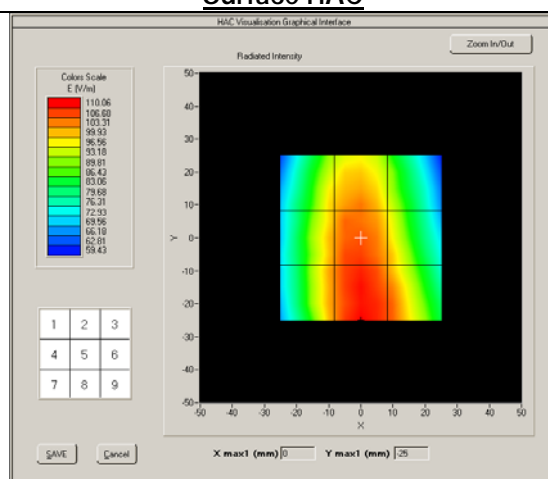 Surface HAC
HAC Visualisation Graphical Interface
Zoom In/Out
Radiated Intensity
Colors Scale
E (V/m)
110.06
106.68
103.31
99.93
96.56
93.18
89.81
86.43
83.06
79.68
76.31
72.93
69.56
66.18
62.81
59.43
50
40
30
20
10
0
-10
-20
-30
-40
-50
Y
-50 -40 -30 -20 -10 0 10 20 30 40 50
X
1 2 3
4 5 6
7 8 9
SAVE Cancel
X max1 (mm) 0 Y max1 (mm) -25